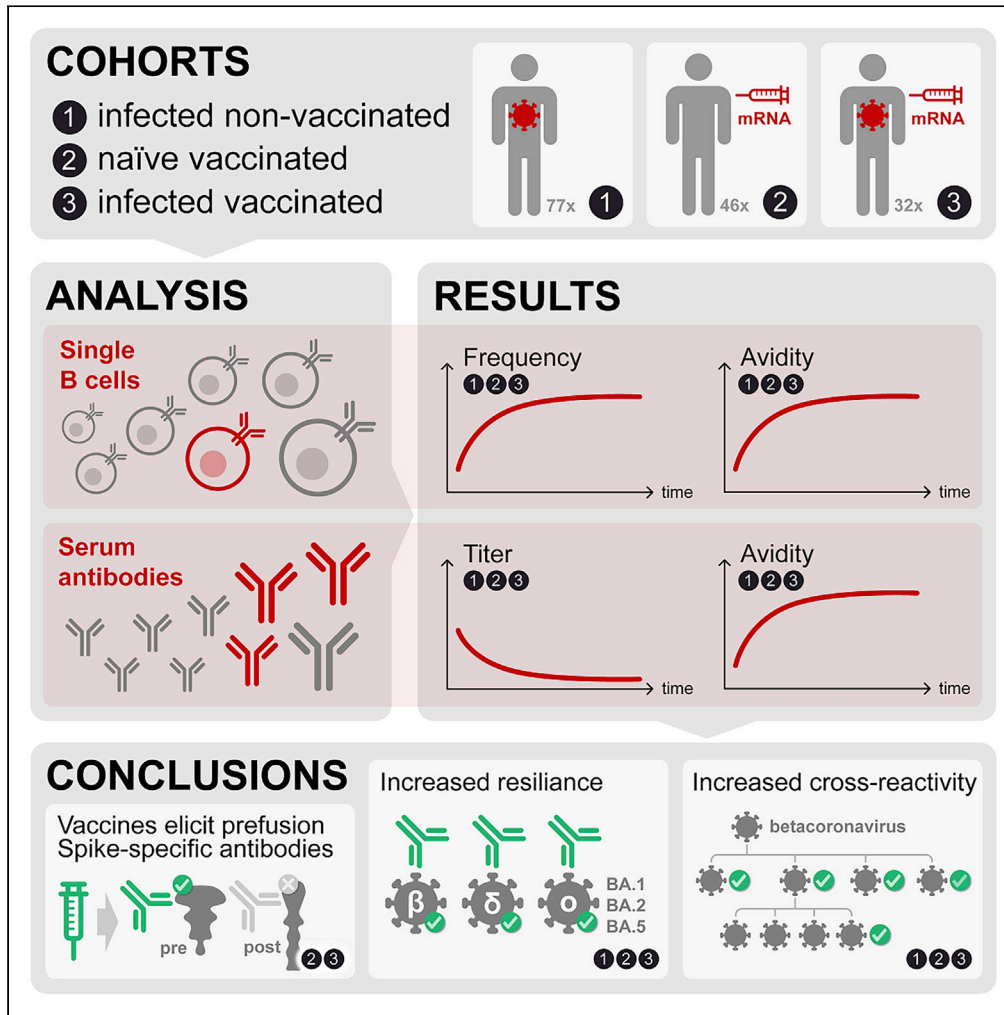 COHORTS
1 infected non-vaccinated
2 naïve vaccinated
3 infected vaccinated
77x 1
mRNA
46x 2
mRNA
32x 3
ANALYSIS
Single
B cells
Serum
antibodies
RESULTS
Frequency
1 2 3
time
Avidity
1 2 3
time
Titer
1 2 3
time
Avidity
1 2 3
time
CONCLUSIONS
Vaccines elicit prefusion
Spike-specific antibodies
pre
post
2 3
Increased resiliance
β δ ο
BA.1
BA.2
BA.5
1 2 3
Increased cross-reactivity
betacoronavirus
1 2 3